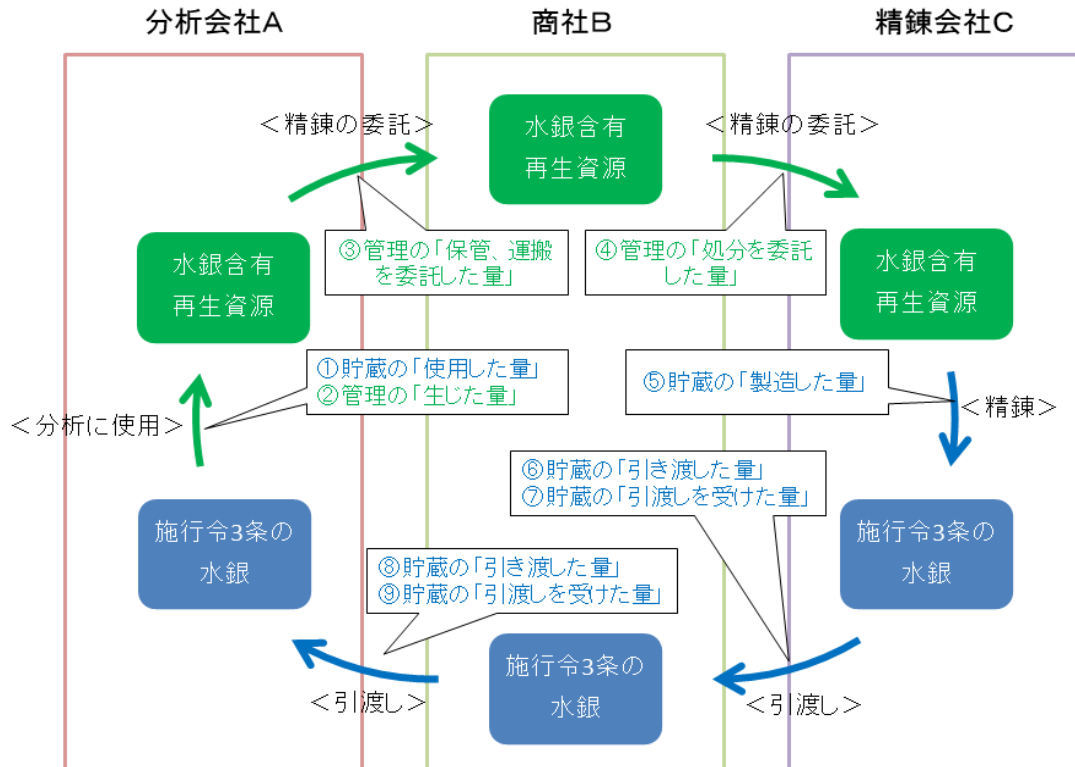 分析会社A
商社B
精錬会社C
＜精錬の委託＞
＜精錬の委託＞
水銀含有
再生資源
水銀含有
再生資源
水銀含有
再生資源
③管理の「保管、運搬
を委託した量」
④管理の「処分を委託
した量」
①貯蔵の「使用した量」
②管理の「生じた量」
⑤貯蔵の「製造した量」
＜分析に使用＞
＜精錬＞
⑥貯蔵の「引き渡した量」
⑦貯蔵の「引渡しを受けた量」
施行令3条の
水銀
施行令3条の
水銀
⑧貯蔵の「引き渡した量」
⑨貯蔵の「引渡しを受けた量」
施行令3条の
水銀
＜引渡し＞
＜引渡し＞